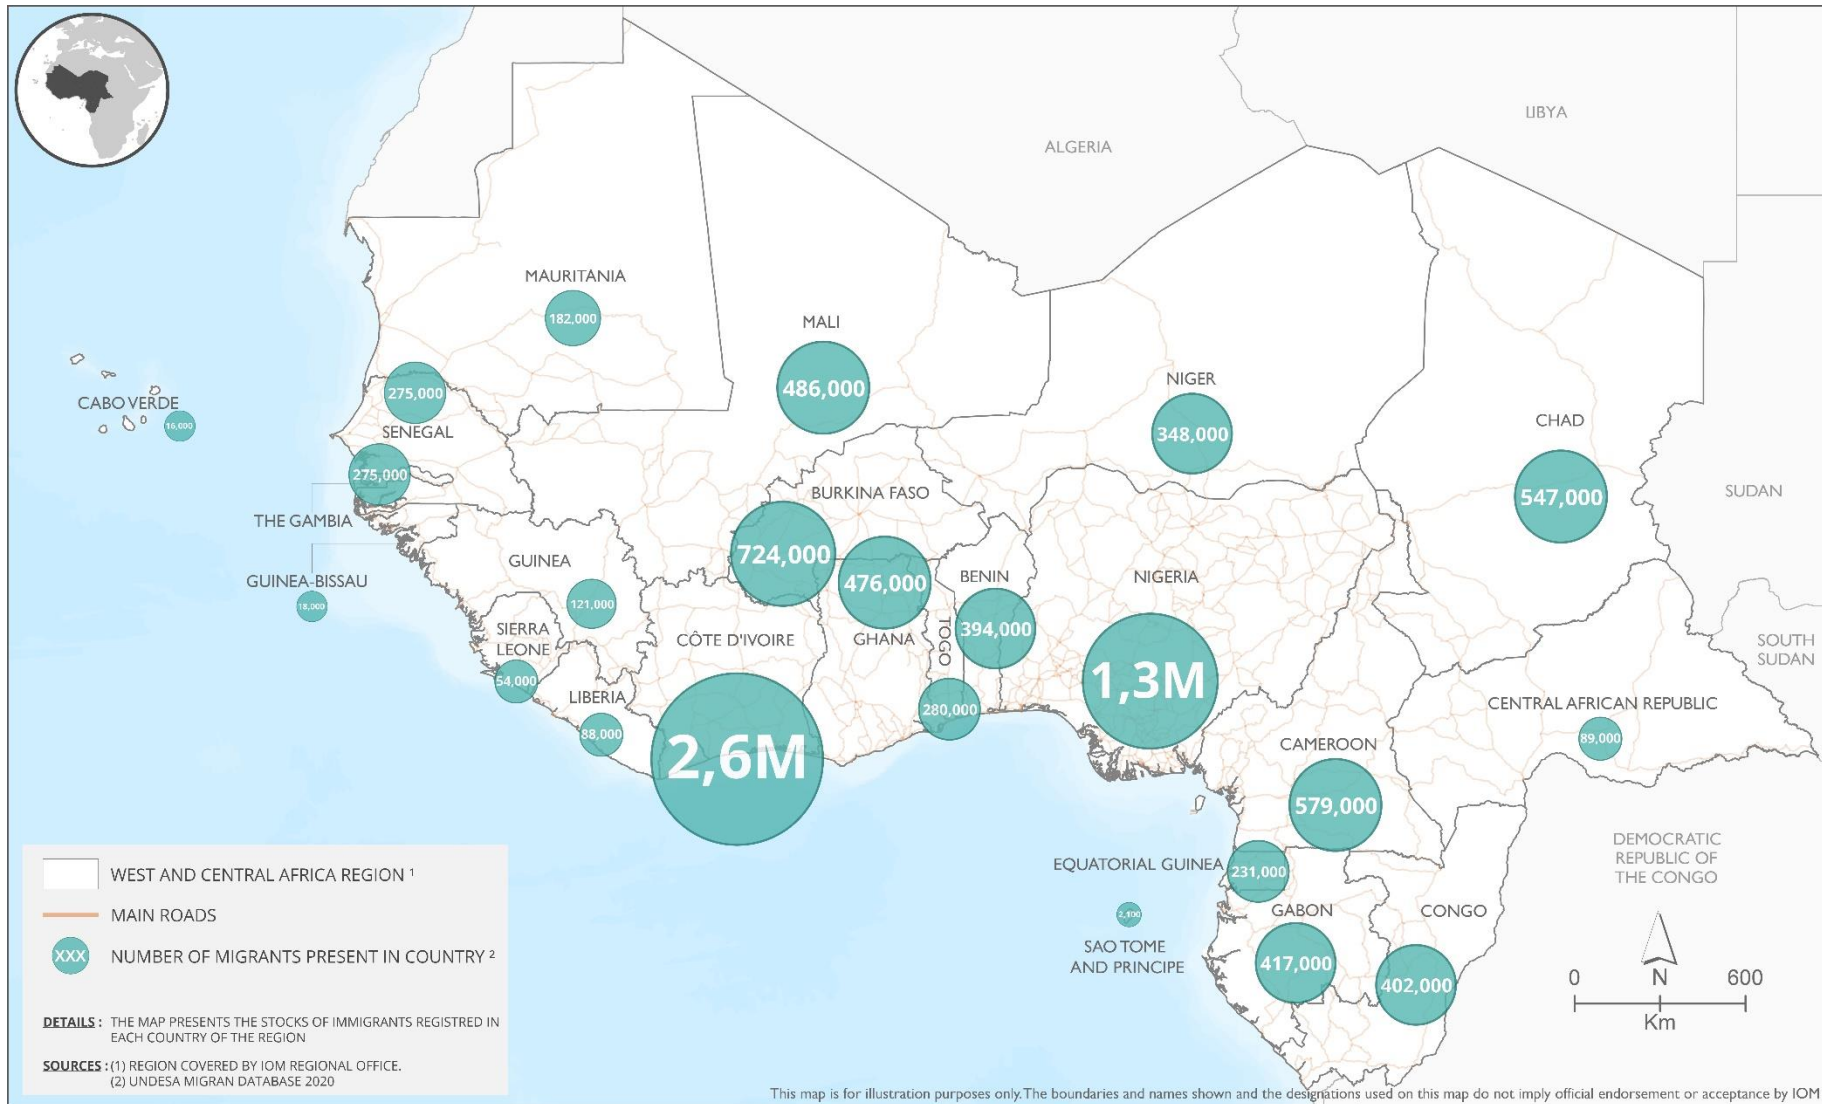 ALGERIA
LIBYA
MAURITANIA
182,000
MALI
486,000
NIGER
348,000
CHAD
547,000
CABO VERDE
16,000
275,000
SENEGAL
275,000
THE GAMBIA
GUINEA-BISSAU
18,000
GUINEA
121,000
SIERRA
LEONE
54,000
LIBERIA
88,000
BURKINA FASO
724,000
476,000
GHANA
CÔTE D'IVOIRE
2,6M
TOGO
280,000
BENIN
394,000
NIGERIA
1,3M
SUDAN
SOUTH
SUDAN
CENTRAL AFRICAN REPUBLIC
89,000
CAMEROON
579,000
EQUATORIAL GUINEA
231,000
2,100
SAO TOME
AND PRINCIPE
GABON
417,000
CONGO
402,000
DEMOCRATIC
REPUBLIC OF
THE CONGO
0 N 600
Km
WEST AND CENTRAL AFRICA REGION ¹
MAIN ROADS
XXX NUMBER OF MIGRANTS PRESENT IN COUNTRY ²
DETAILS : THE MAP PRESENTS THE STOCKS OF IMMIGRANTS REGISTRED IN
EACH COUNTRY OF THE REGION
SOURCES : (1) REGION COVERED BY IOM REGIONAL OFFICE.
(2) UNDESA MIGRAN DATABASE 2020
This map is for illustration purposes only. The boundaries and names shown and the designations used on this map do not imply official endorsement or acceptance by IOM